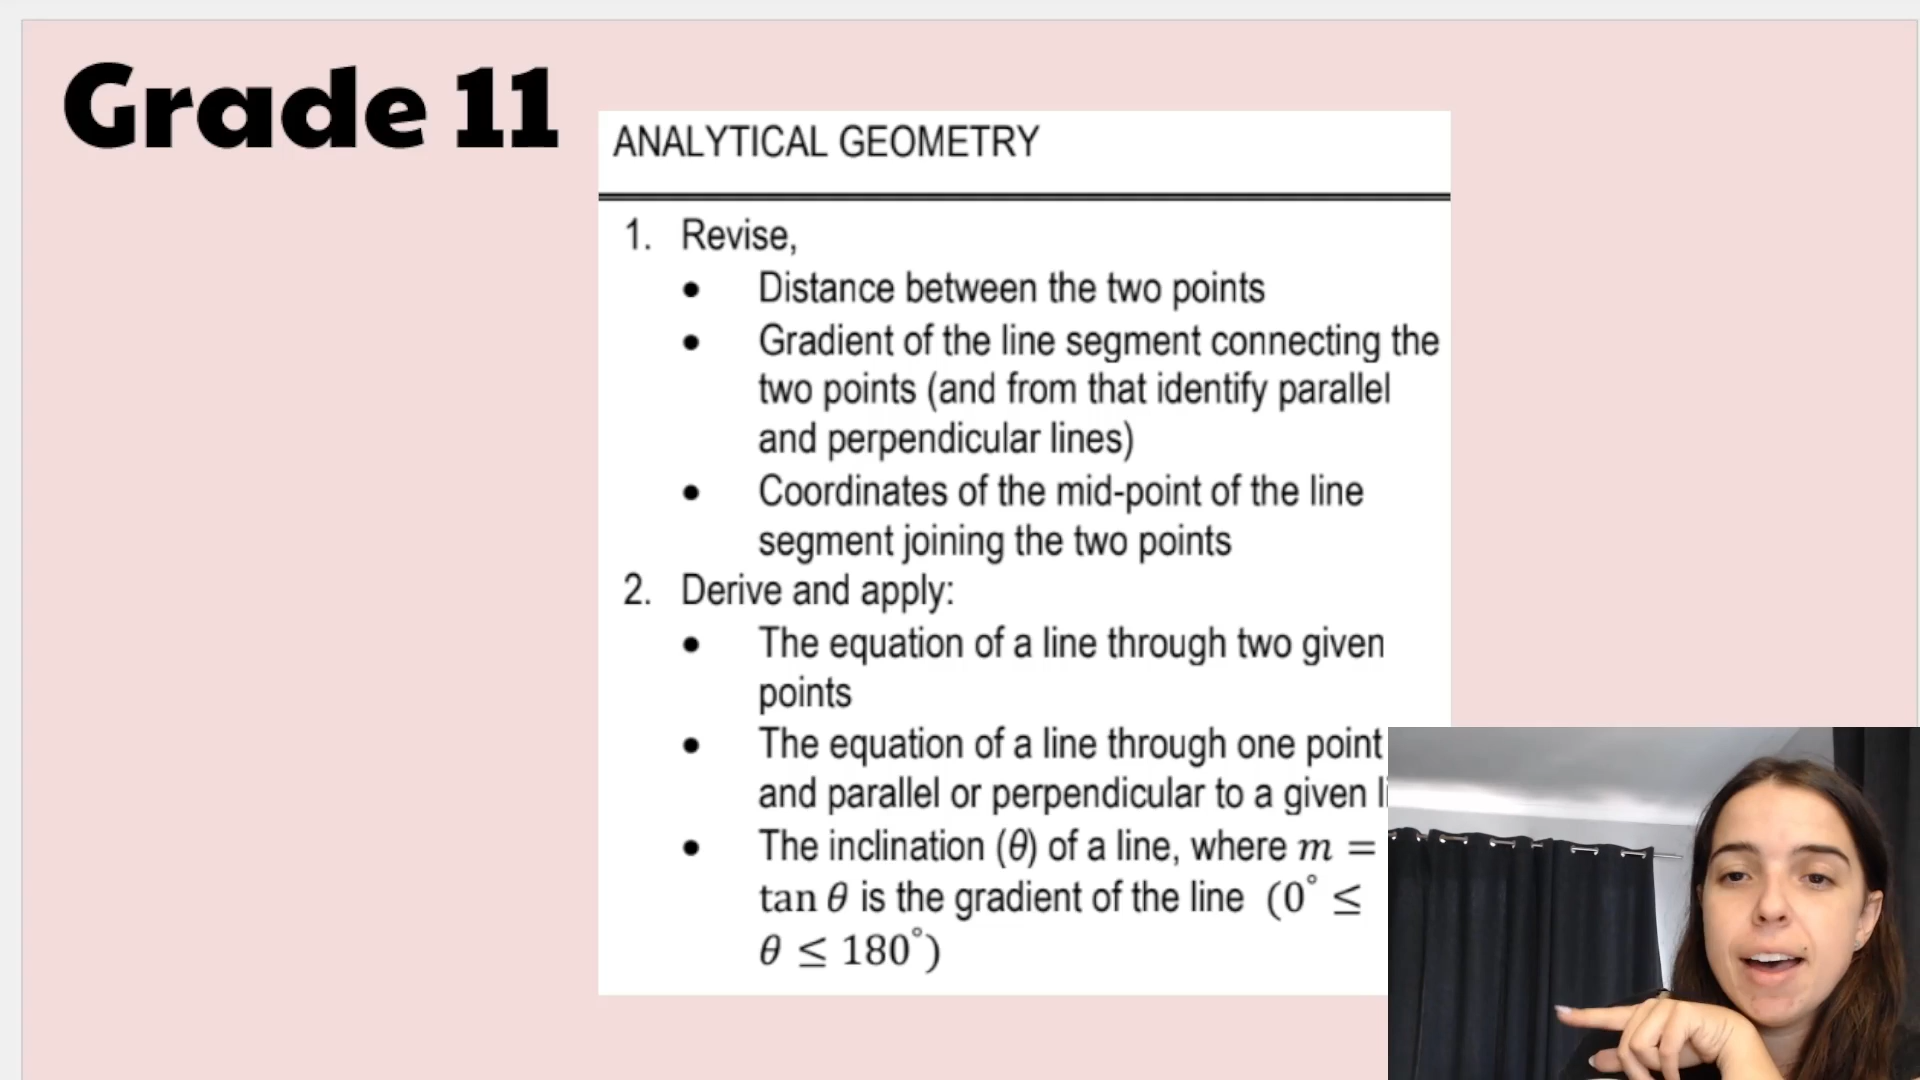 Grade 11
ANALYTICAL GEOMETRY
1. Revise,
• Distance between the two points
• Gradient of the line segment connecting the
two points (and from that identify parallel
and perpendicular lines)
• Coordinates of the mid-point of the line
segment joining the two points
2. Derive and apply:
• The equation of a line through two given
points
• The equation of a line through one point
and parallel or perpendicular to a given
• The inclination (θ) of a line, where m =
tan θ is the gradient of the line (0° ≤
θ ≤ 180°)